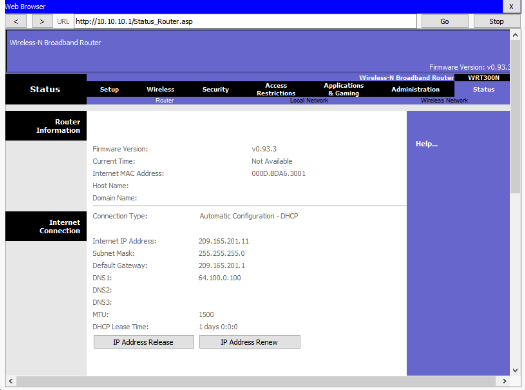 Web Browser X
< > URL http://10.10.10.1/Status_Router.asp Go Stop
Wireless-N Broadband Router
Firmware Version: v0.93.3
Wireless-N Broadband Router WRT300N
Status Setup Wireless Security Access Restrictions Applications & Gaming Administration Status
Router Local Network Wireless Network
Router Information
Help...
Firmware Version: v0.93.3
Current Time: Not Available
Internet MAC Address: 000D.BDA6.3001
Host Name:
Domain Name:
Internet Connection
Connection Type: Automatic Configuration - DHCP
Internet IP Address: 209.165.201.11
Subnet Mask: 255.255.255.0
Default Gateway: 209.165.201.1
DNS1: 64.100.0.100
DNS2:
DNS3:
MTU: 1500
DHCP Lease Time: 1 days 0:0:0
IP Address Release IP Address Renew